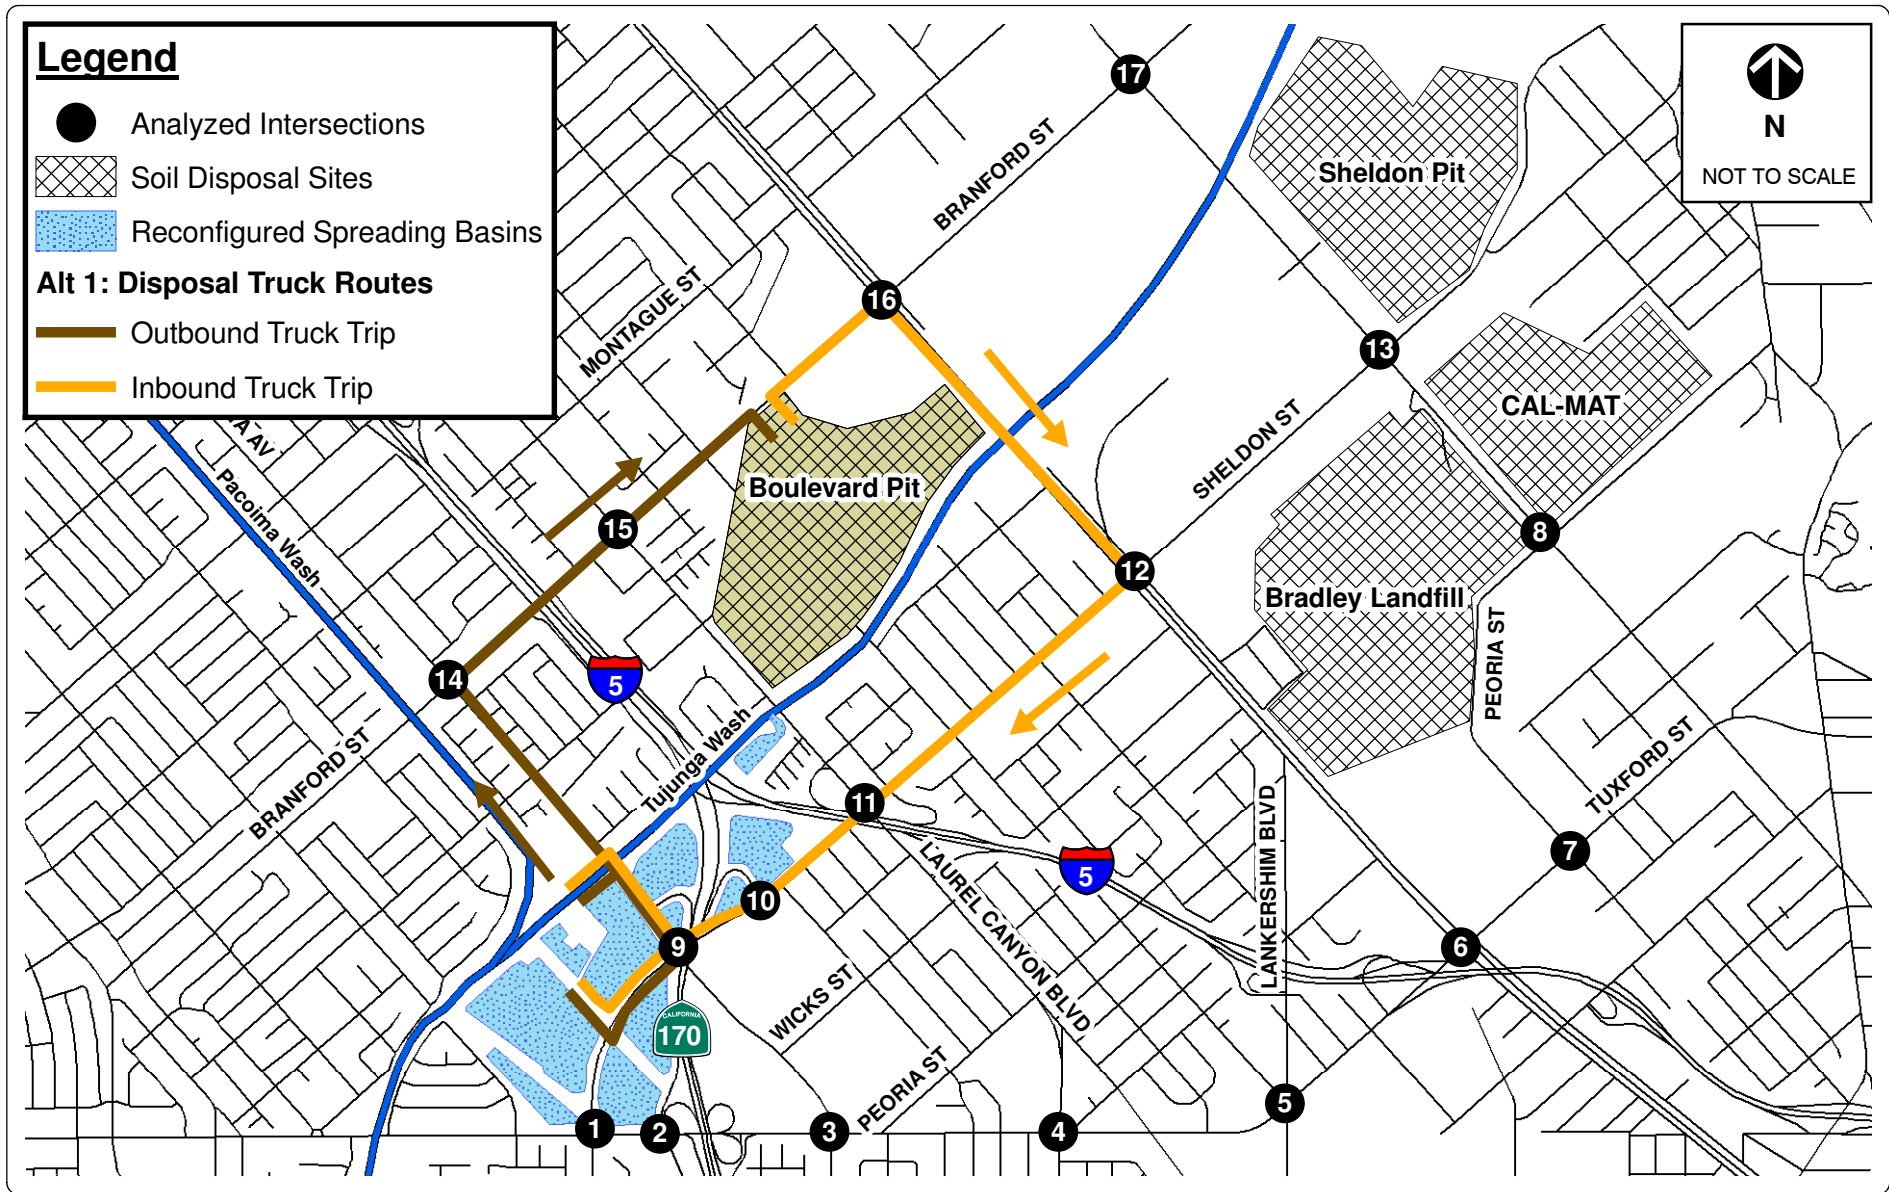 Legend
Analyzed Intersections
Soil Disposal Sites
Reconfigured Spreading Basins
Alt 1: Disposal Truck Routes
Outbound Truck Trip
Inbound Truck Trip
N
NOT TO SCALE
17
BRANFORD ST
Sheldon Pit
MONTAGUE ST
16
13
CAL-MAT
A AV
SHELDON ST
Pacoima Wash
Boulevard Pit
15
8
12
Bradley Landfill
14
5
PEORIA ST
BRANFORD ST
Tujunga Wash
TUXFORD ST
11
LANKERSHIM BLVD
7
LAUREL CANYON BLVD
5
10
9
6
WICKS ST
CALIFORNIA
170
PEORIA ST
1
2
3
4
5